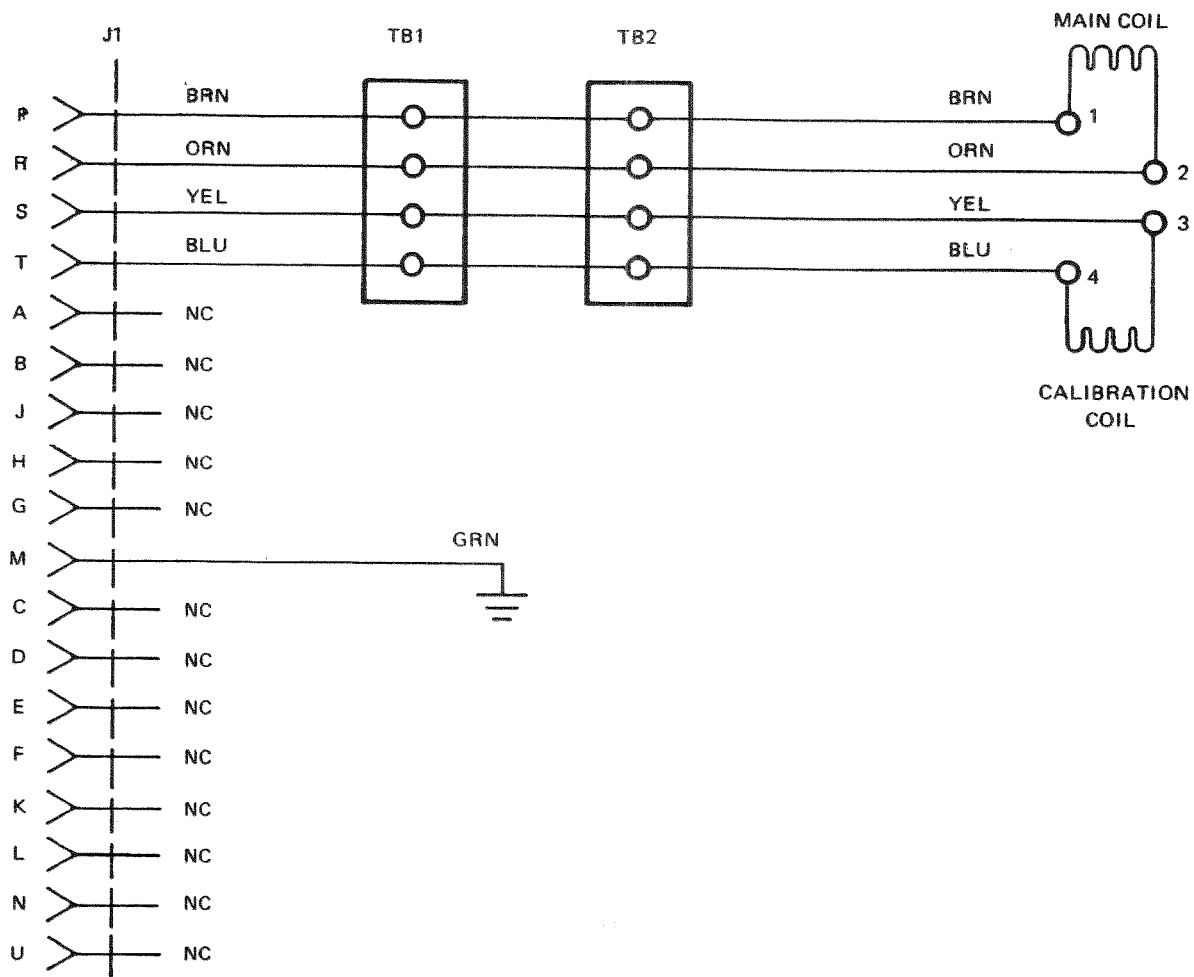 MAIN COIL
J1 TB1 TB2
P BRN BRN 1
R ORN ORN 2
S YEL YEL 3
T BLU BLU 4
A NC
B NC
CALIBRATION
COIL
J NC
H NC
G NC
M GRN
C NC
D NC
E NC
F NC
K NC
L NC
N NC
U NC